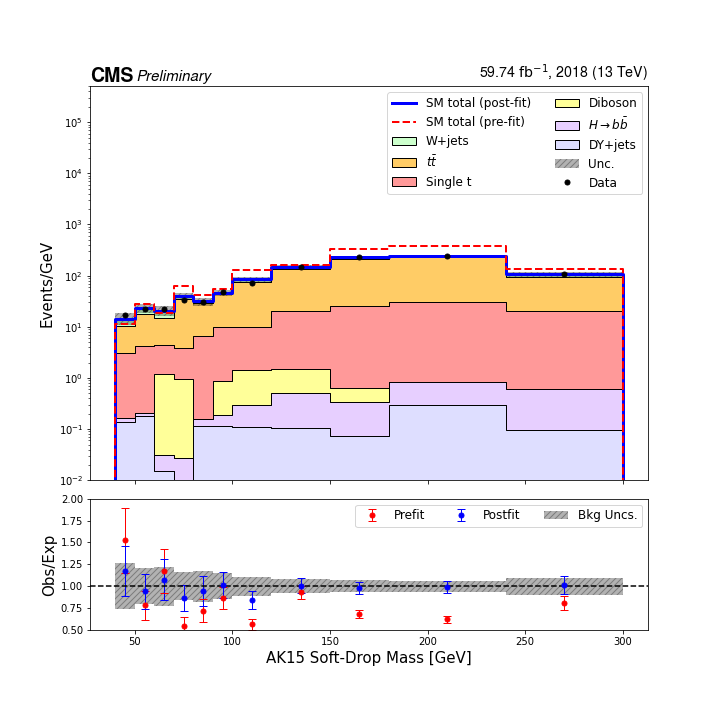 CMS Preliminary 59.74 fb⁻¹, 2018 (13 TeV)
SM total (post-fit)
SM total (pre-fit)
W+jets
tt̄
Single t
Diboson
H→bb̄
DY+jets
Unc.
Data
Events/GeV
10⁵
10⁴
10³
10²
10¹
10⁰
10⁻¹
10⁻²
Prefit Postfit Bkg Uncs.
Obs/Exp
2.00
1.75
1.50
1.25
1.00
0.75
0.50
50 100 150 200 250 300
AK15 Soft-Drop Mass [GeV]